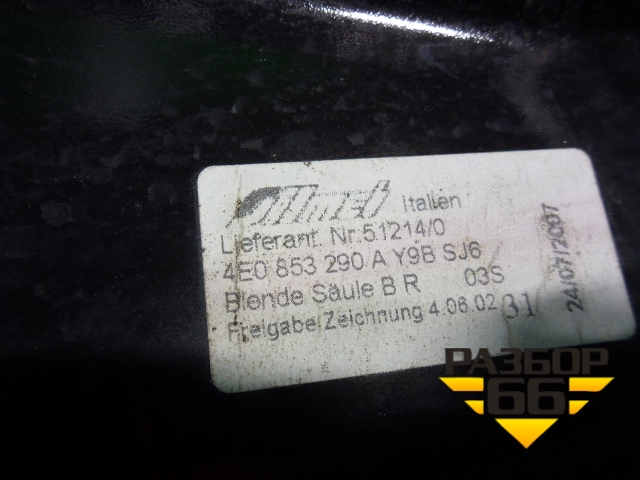 Italien
Lieferant. Nr.51214/0
4E0 853 290 A Y9B SJ6
Blende Säule B R 03S
Freigabe/Zeichnung 4.06.02 31
24/07/2007
РАЗБОР
66